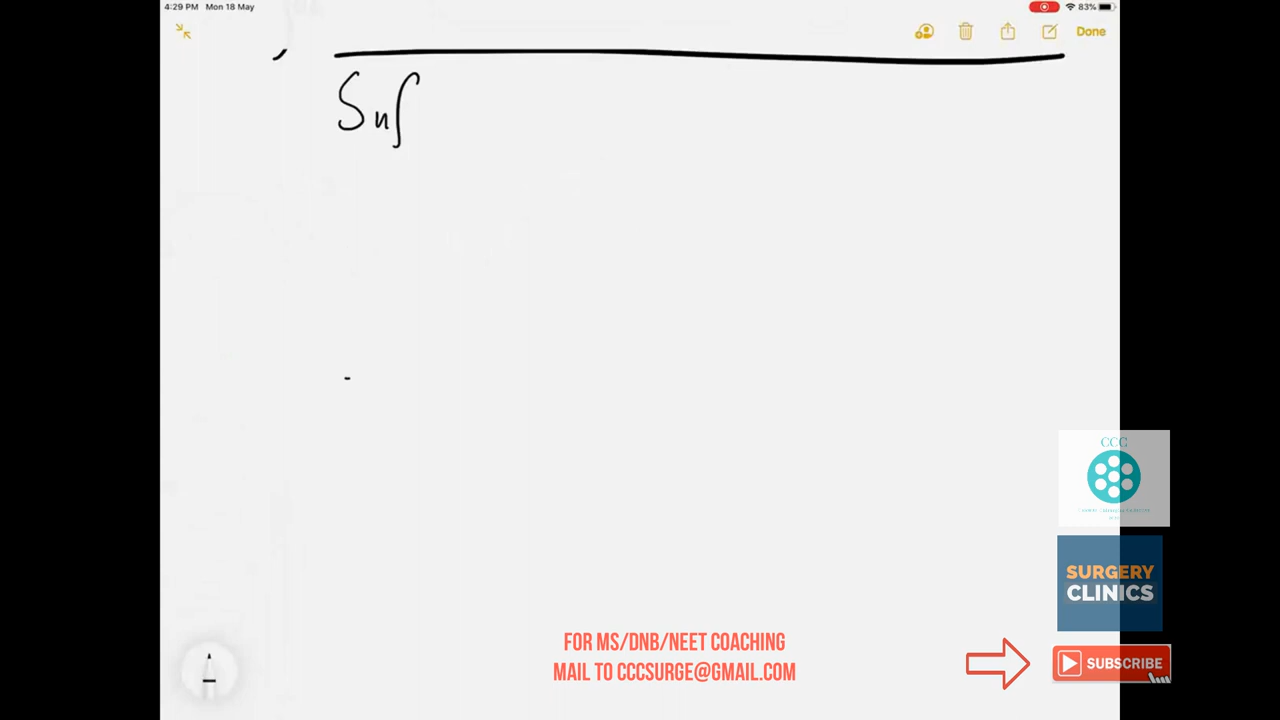 4:29 PM Mon 18 May
83%
Done
Suf
CCC
SURGERY
CLINICS
FOR MS/DNB/NEET COACHING
MAIL TO CCCSURGE@GMAIL.COM
SUBSCRIBE